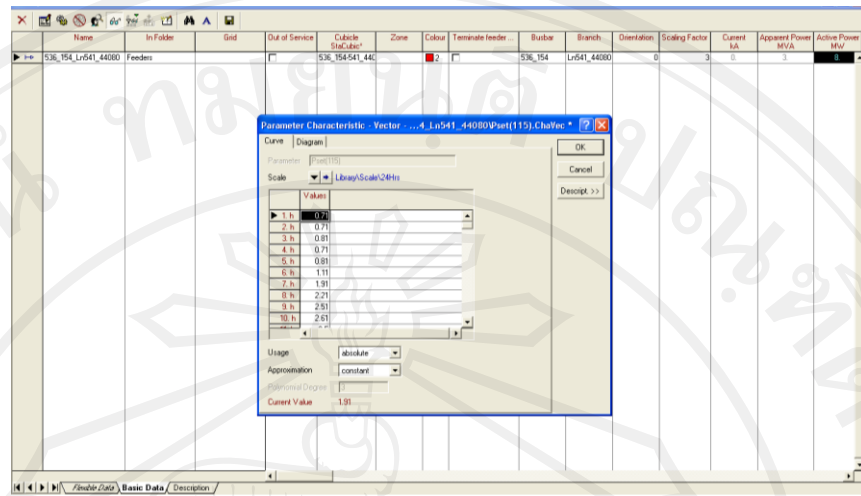 Name In Folder Grid Out of Service Cubicle StaCubic* Zone Colour Terminate feeder ... Busbar Branch Orientation Scaling Factor Current kA Apparent Power MVA Active Power MW
536_154_Ln541_44080 Feeders 536_154-541_44C 2 536_154 Ln541_44080 0 3 0. 3. 0.
Parameter Characteristic - Vector - ...4_Ln541_44080\Pset(115).ChaVec *
Curve Diagram
OK
Parameter Pset(115)
Cancel
Scale Library\Scale\24Hrs
Descript. >>
Values
1. h 0.71
2. h 0.71
3. h 0.81
4. h 0.71
5. h 0.81
6. h 1.11
7. h 1.91
8. h 2.21
9. h 2.51
10. h 2.61
Usage absolute
Approximation constant
Polynomial Degree 3
Current Value 1.91
Flexible Data Basic Data Description